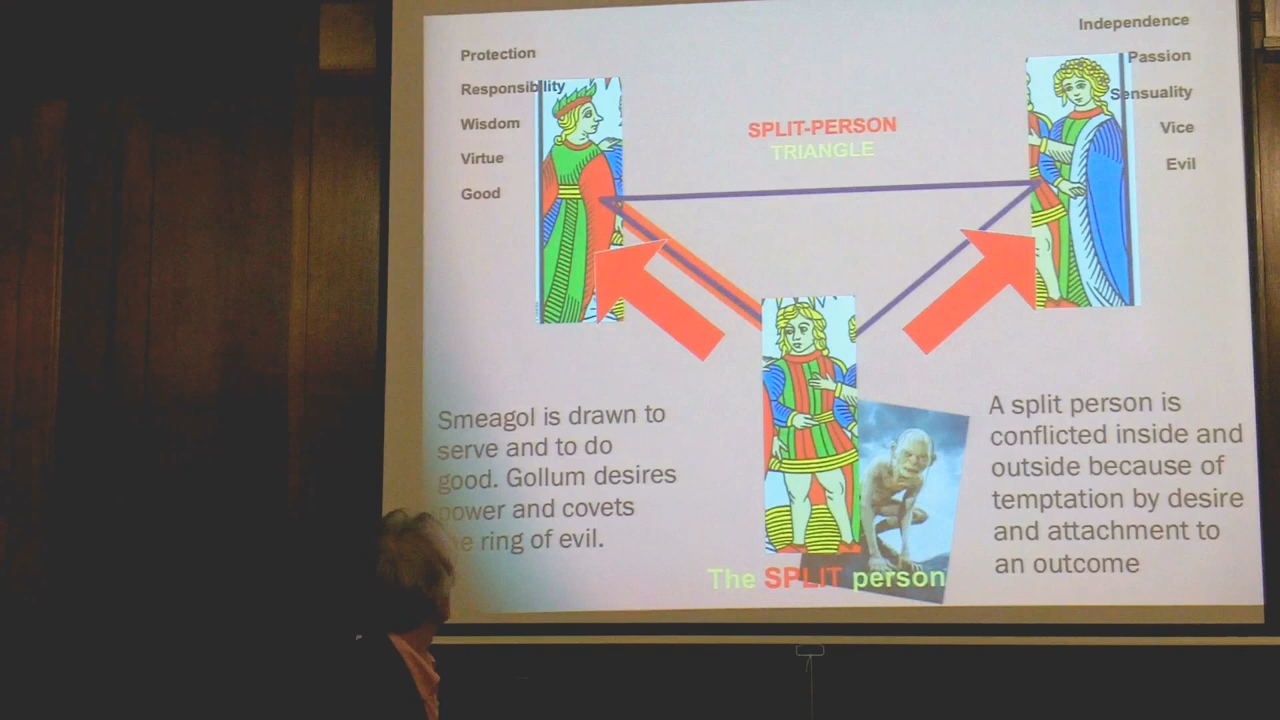 Protection
Responsibility
Wisdom
Virtue
Good
Independence
Passion
Sensuality
Vice
Evil
SPLIT-PERSON
TRIANGLE
Smeagol is drawn to
serve and to do
good. Gollum desires
power and covets
ring of evil.
A split person is
conflicted inside and
outside because of
temptation by desire
and attachment to
an outcome
The SPLIT person